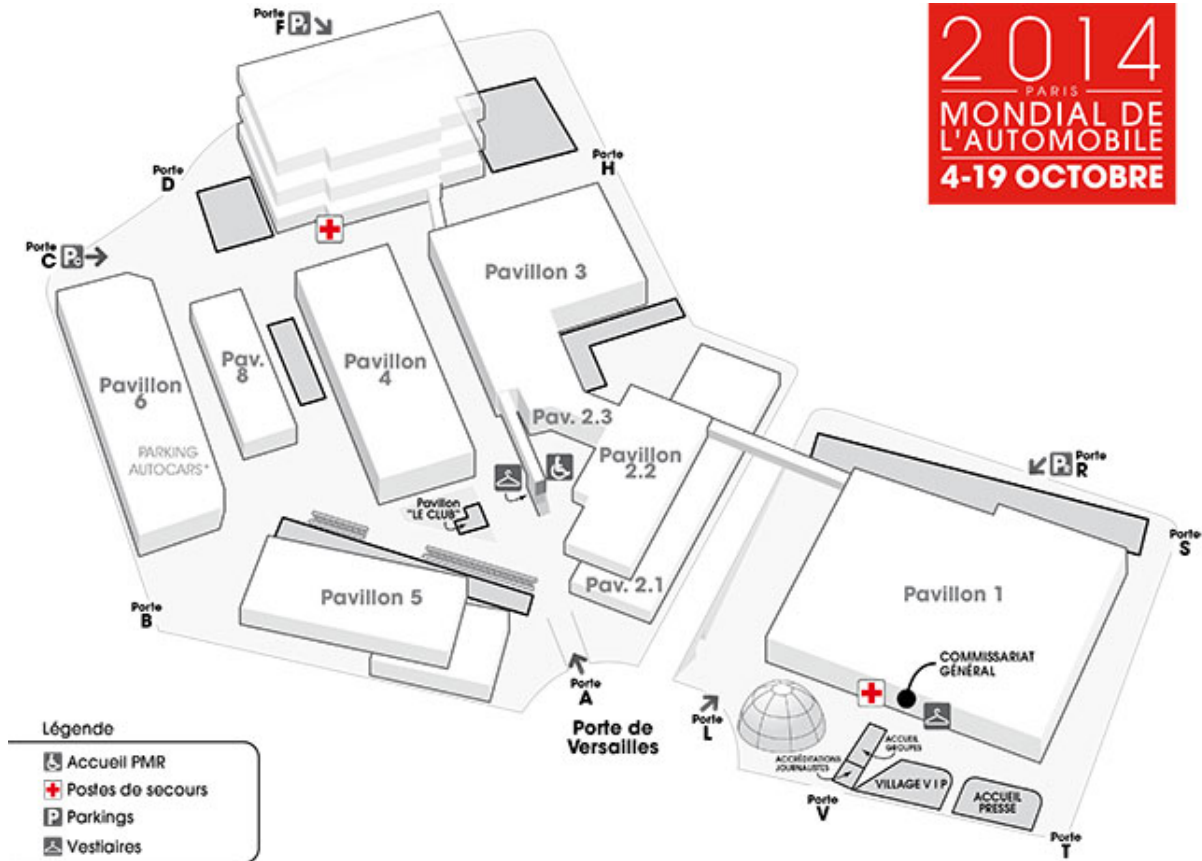 2014
PARIS
MONDIAL DE
L'AUTOMOBILE
4-19 OCTOBRE
Porte
F
P
Porte
D
Porte
H
Porte
C
P
Pavillon 3
Pav.
8
Pavillon
4
Pavillon
6
PARKING
AUTOCARS*
Pav. 2.3
Pavillon
2.2
Porte
R
P
Pavillon
"LE CLUB"
Porte
S
Pav. 2.1
Pavillon 5
Pavillon 1
Porte
B
COMMISSARIAT
GÉNÉRAL
Porte
A
Porte de
Versailles
Porte
L
ACCUEIL
GROUPES
ACCRÉDITATIONS
JOURNALISTES
VILLAGE V I P
ACCUEIL
PRESSE
Porte
V
Porte
T
Légende
Accueil PMR
Postes de secours
P Parkings
Vestiaires